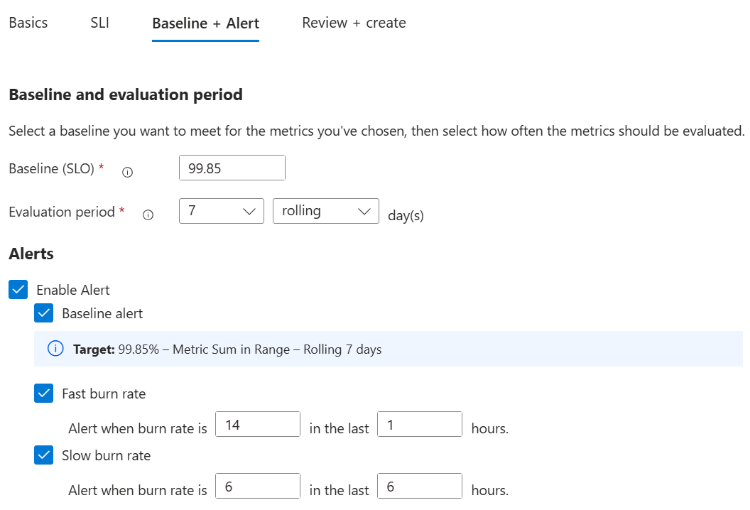 Basics SLI Baseline + Alert Review + create
Baseline and evaluation period
Select a baseline you want to meet for the metrics you've chosen, then select how often the metrics should be evaluated.
Baseline (SLO) * 99.85
Evaluation period * 7 rolling day(s)
Alerts
Enable Alert
Baseline alert
Target: 99.85% – Metric Sum in Range – Rolling 7 days
Fast burn rate
Alert when burn rate is 14 in the last 1 hours.
Slow burn rate
Alert when burn rate is 6 in the last 6 hours.